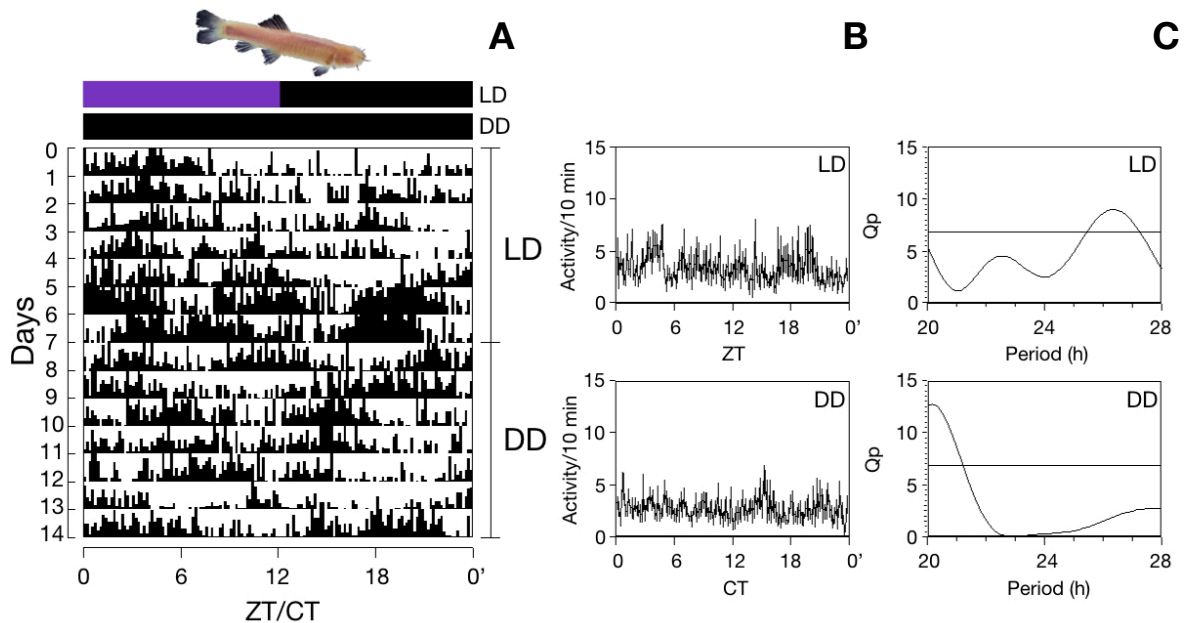 A
B
C
LD
DD
Days
0
1
2
3
4
5
6
7
8
9
10
11
12
13
14
LD
DD
0 6 12 18 0'
ZT/CT
Activity/10 min
15
10
5
0
LD
0 6 12 18 0'
ZT
Qp
15
10
5
0
LD
20 24 28
Period (h)
Activity/10 min
15
10
5
0
DD
0 6 12 18 0'
CT
Qp
15
10
5
0
DD
20 24 28
Period (h)